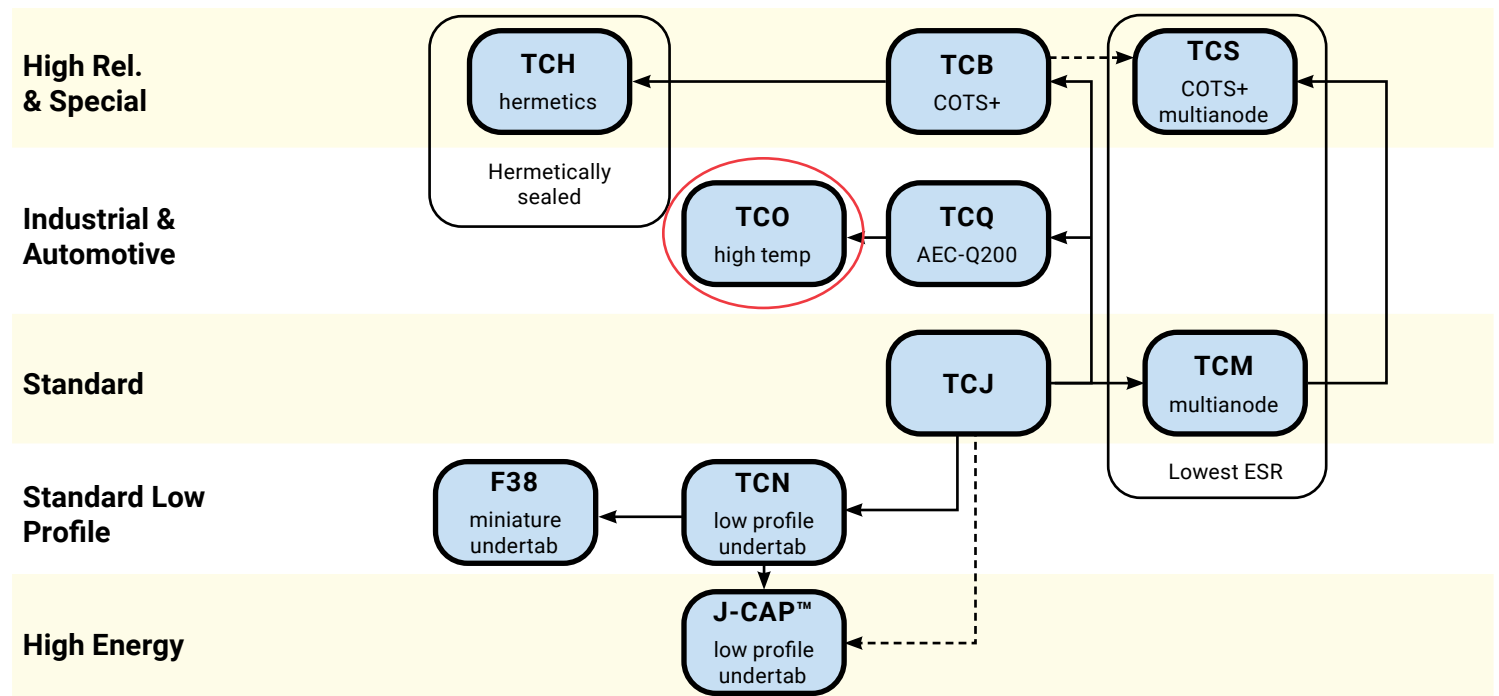 High Rel.
& Special
TCH
hermetics
TCB
COTS+
TCS
COTS+
multianode
Hermetically
sealed
Industrial &
Automotive
TCO
high temp
TCQ
AEC-Q200
Standard
TCJ
TCM
multianode
Lowest ESR
Standard Low
Profile
F38
miniature
undertab
TCN
low profile
undertab
High Energy
J-CAP™
low profile
undertab